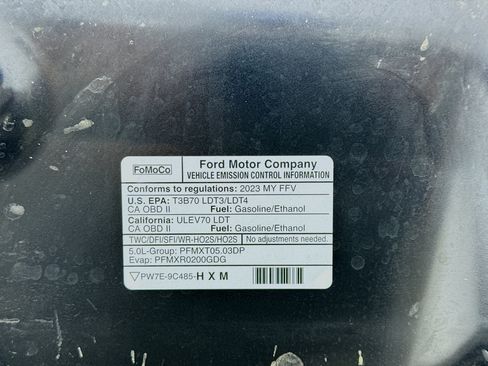 FoMoCo
Ford Motor Company
VEHICLE EMISSION CONTROL INFORMATION
Conforms to regulations: 2023 MY FFV
U.S. EPA: T3B70 LDT3/LDT4
CA OBD II Fuel: Gasoline/Ethanol
California: ULEV70 LDT
CA OBD II Fuel: Gasoline/Ethanol
TWC/DFI/SFI/WR-HO2S/HO2S No adjustments needed.
5.0L-Group: PFMXT05.03DP
Evap: PFMXR0200GDG
PW7E-9C485-H X M